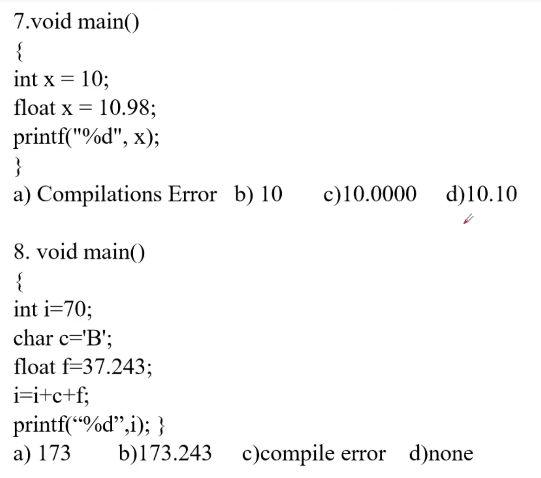 7.void main()
{
int x = 10;
float x = 10.98;
printf("%d", x);
}
a) Compilations Error b) 10 c)10.0000 d)10.10
8. void main()
{
int i=70;
char c='B';
float f=37.243;
i=i+c+f;
printf(“%d”,i); }
a) 173 b)173.243 c)compile error d)none